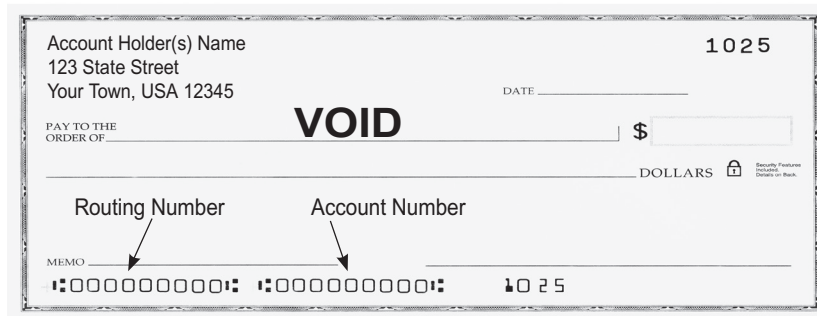 Account Holder(s) Name
1025
123 State Street
Your Town, USA 12345
DATE
PAY TO THE
ORDER OF
VOID
$
DOLLARS
Security Features
Included.
Details on Back.
Routing Number
Account Number
MEMO
⑆000000000⑆ ⑆000000000⑆ 1025